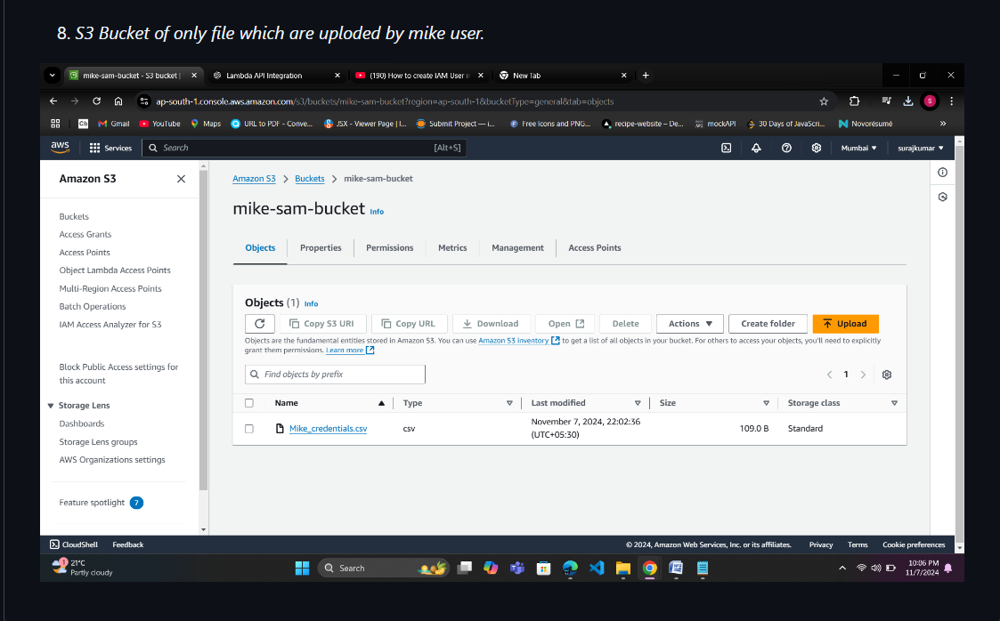 8. S3 Bucket of only file which are uploded by mike user.
mike-sam-bucket - S3 bucket |
Lambda API Integration
(190) How to create IAM User in
New Tab
ap-south-1.console.aws.amazon.com/s3/buckets/mike-sam-bucket?region=ap-south-1&bucketType=general&tab=objects
S
Cb
Gmail
YouTube
Maps
URL to PDF - Conve...
JSX - Viewer Page | I...
Submit Project — i...
Free Icons and PNG...
recipe-website – De...
mockAPI
30 Days of JavaScri...
Novorésumé
aws
Services
Search
[Alt+S]
Mumbai
surajkumar
Amazon S3
Buckets
Access Grants
Access Points
Object Lambda Access Points
Multi-Region Access Points
Batch Operations
IAM Access Analyzer for S3
Block Public Access settings for
this account
Storage Lens
Dashboards
Storage Lens groups
AWS Organizations settings
Feature spotlight 7
Amazon S3 > Buckets > mike-sam-bucket
mike-sam-bucket Info
Objects
Properties
Permissions
Metrics
Management
Access Points
Objects (1) Info
Copy S3 URI
Copy URL
Download
Open
Delete
Actions
Create folder
Upload
Objects are the fundamental entities stored in Amazon S3. You can use Amazon S3 inventory to get a list of all objects in your bucket. For others to access your objects, you'll need to explicitly
grant them permissions. Learn more
Find objects by prefix
1
Name
Type
Last modified
Size
Storage class
Mike_credentials.csv
csv
November 7, 2024, 22:02:36
(UTC+05:30)
109.0 B
Standard
CloudShell
Feedback
© 2024, Amazon Web Services, Inc. or its affiliates.
Privacy
Terms
Cookie preferences
1
21°C
Partly cloudy
Search
10:06 PM
11/7/2024